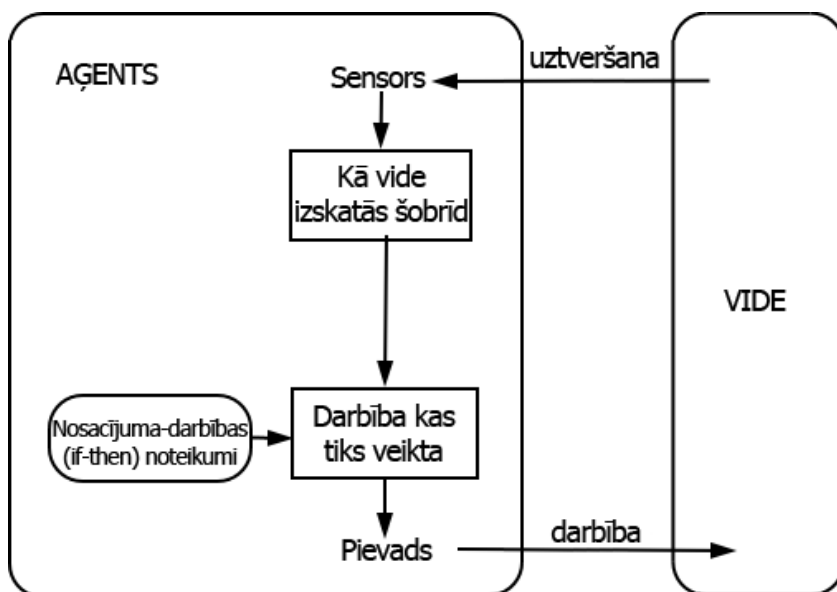 AĢENTS
Sensors
uztveršana
Kā vide
izskatās šobrīd
VIDE
Nosacījuma-darbības
(if-then) noteikumi
Darbība kas
tiks veikta
Pievads
darbība